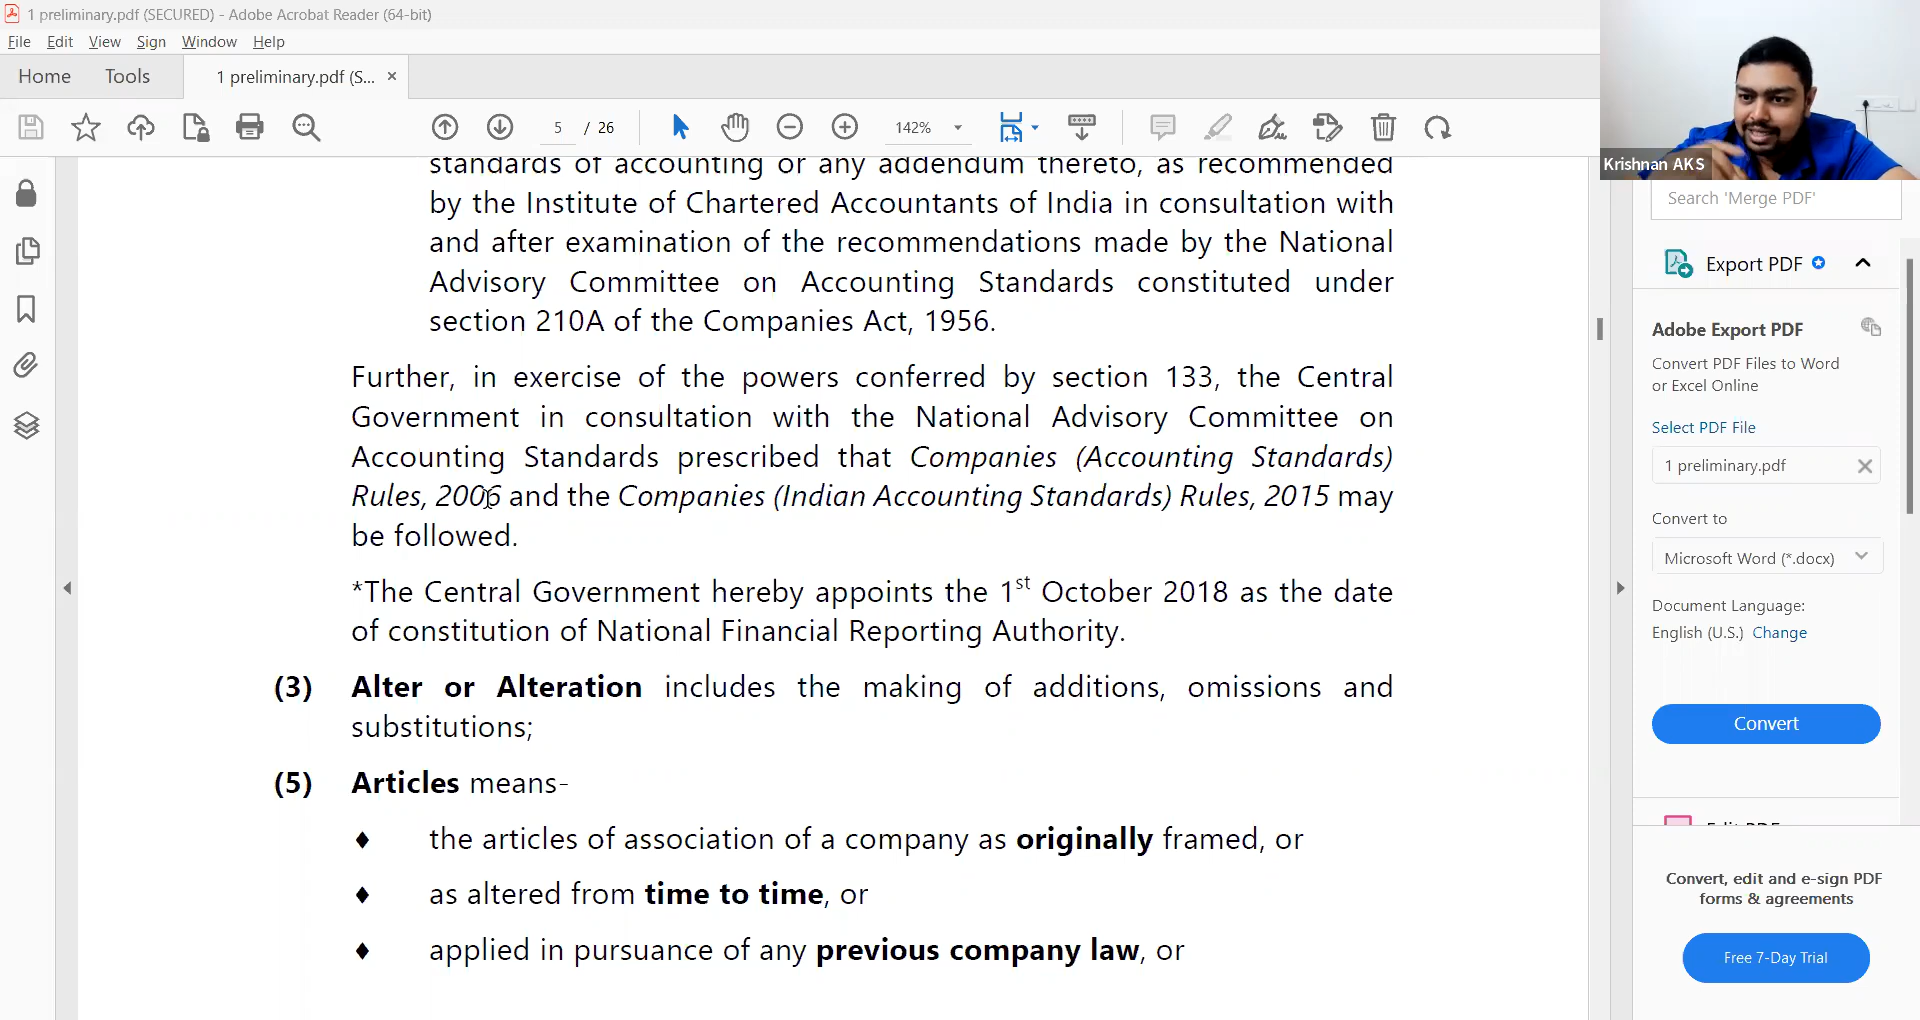 1 preliminary.pdf (SECURED) - Adobe Acrobat Reader (64-bit)
File Edit View Sign Window Help
Home Tools 1 preliminary.pdf (S... ×
5 / 26 142%
Krishnan AKS
standards of accounting or any addendum thereto, as recommended
by the Institute of Chartered Accountants of India in consultation with
and after examination of the recommendations made by the National
Advisory Committee on Accounting Standards constituted under
section 210A of the Companies Act, 1956.
Further, in exercise of the powers conferred by section 133, the Central
Government in consultation with the National Advisory Committee on
Accounting Standards prescribed that Companies (Accounting Standards)
Rules, 2006 and the Companies (Indian Accounting Standards) Rules, 2015 may
be followed.
*The Central Government hereby appoints the 1st October 2018 as the date
of constitution of National Financial Reporting Authority.
(3) Alter or Alteration includes the making of additions, omissions and
substitutions;
(5) Articles means-
♦ the articles of association of a company as originally framed, or
♦ as altered from time to time, or
♦ applied in pursuance of any previous company law, or
Search 'Merge PDF'
Export PDF
Adobe Export PDF
Convert PDF Files to Word
or Excel Online
Select PDF File
1 preliminary.pdf
Convert to
Microsoft Word (*.docx)
Document Language:
English (U.S.) Change
Convert
Convert, edit and e-sign PDF
forms & agreements
Free 7-Day Trial